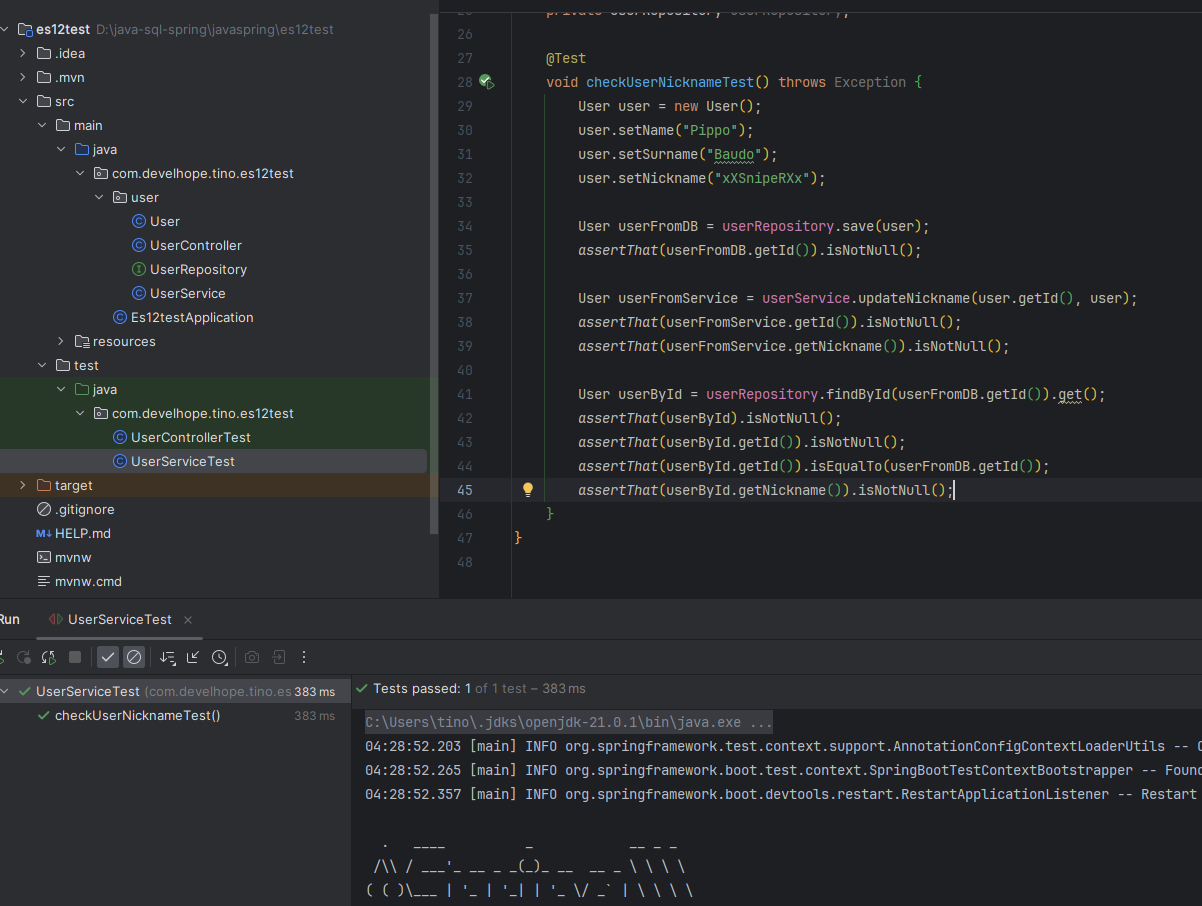 es12test D:\java-sql-spring\javaspring\es12test
.idea
.mvn
src
main
java
com.develhope.tino.es12test
user
User
UserController
UserRepository
UserService
Es12testApplication
resources
test
java
com.develhope.tino.es12test
UserControllerTest
UserServiceTest
target
.gitignore
M↓ HELP.md
mvnw
mvnw.cmd
26
27 @Test
28 void checkUserNicknameTest() throws Exception {
29 User user = new User();
30 user.setName("Pippo");
31 user.setSurname("Baudo");
32 user.setNickname("xXSnipeRXx");
33
34 User userFromDB = userRepository.save(user);
35 assertThat(userFromDB.getId()).isNotNull();
36
37 User userFromService = userService.updateNickname(user.getId(), user);
38 assertThat(userFromService.getId()).isNotNull();
39 assertThat(userFromService.getNickname()).isNotNull();
40
41 User userById = userRepository.findById(userFromDB.getId()).get();
42 assertThat(userById).isNotNull();
43 assertThat(userById.getId()).isNotNull();
44 assertThat(userById.getId()).isEqualTo(userFromDB.getId());
45 assertThat(userById.getNickname()).isNotNull();
46 }
47 }
48
Run UserServiceTest
UserServiceTest (com.develhope.tino.es 383 ms
checkUserNicknameTest() 383 ms
Tests passed: 1 of 1 test – 383 ms
C:\Users\tino\.jdks\openjdk-21.0.1\bin\java.exe ...
04:28:52.203 [main] INFO org.springframework.test.context.support.AnnotationConfigContextLoaderUtils --
04:28:52.265 [main] INFO org.springframework.boot.test.context.SpringBootTestContextBootstrapper -- Foun
04:28:52.357 [main] INFO org.springframework.boot.devtools.restart.RestartApplicationListener -- Restart